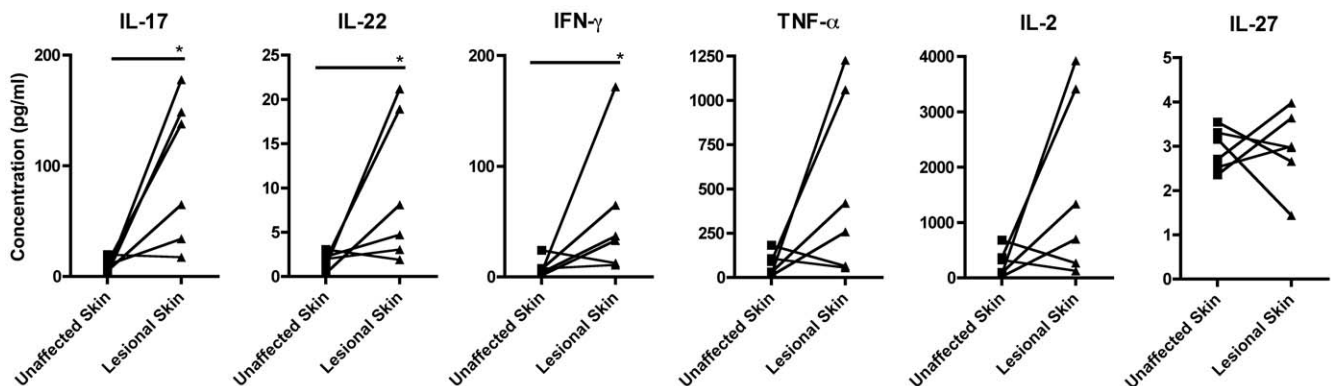 IL-17
IL-22
IFN-γ
TNF-α
IL-2
IL-27
Concentration (pg/ml)
200
100
0
*
Unaffected Skin
Lesional Skin
25
20
15
10
5
0
*
Unaffected Skin
Lesional Skin
200
100
0
*
Unaffected Skin
Lesional Skin
1250
1000
750
500
250
0
Unaffected Skin
Lesional Skin
4000
3000
2000
1000
0
Unaffected Skin
Lesional Skin
5
4
3
2
1
0
Unaffected Skin
Lesional Skin